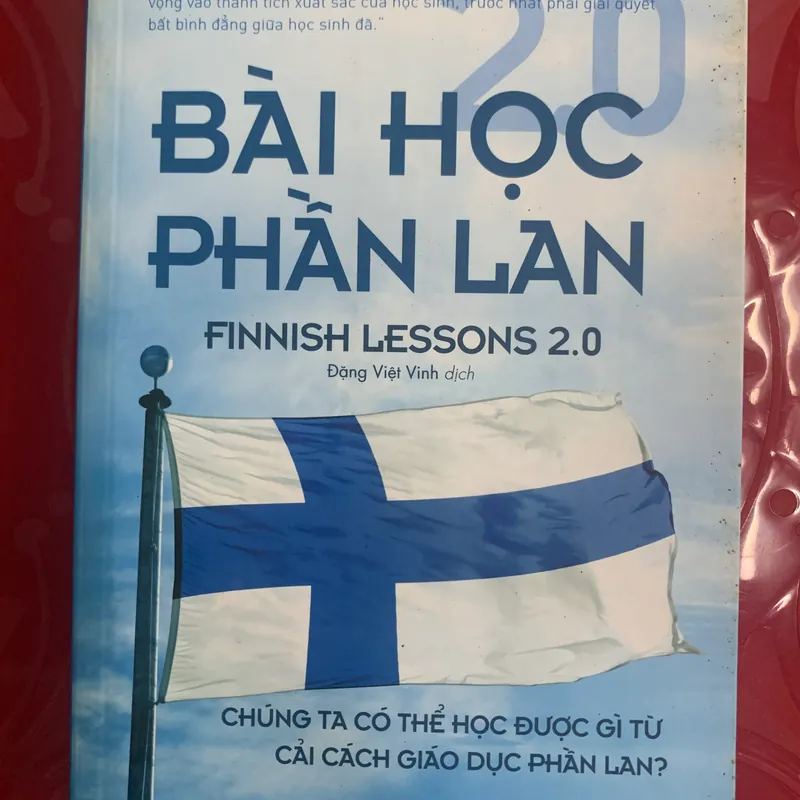 vọng vào thành tích xuất sắc của học sinh, trước nhất phải giải quyết
bất bình đẳng giữa học sinh đã."
2.0
BÀI HỌC
PHẦN LAN
FINNISH LESSONS 2.0
Đặng Việt Vinh dịch
CHÚNG TA CÓ THỂ HỌC ĐƯỢC GÌ TỪ
CẢI CÁCH GIÁO DỤC PHẦN LAN?